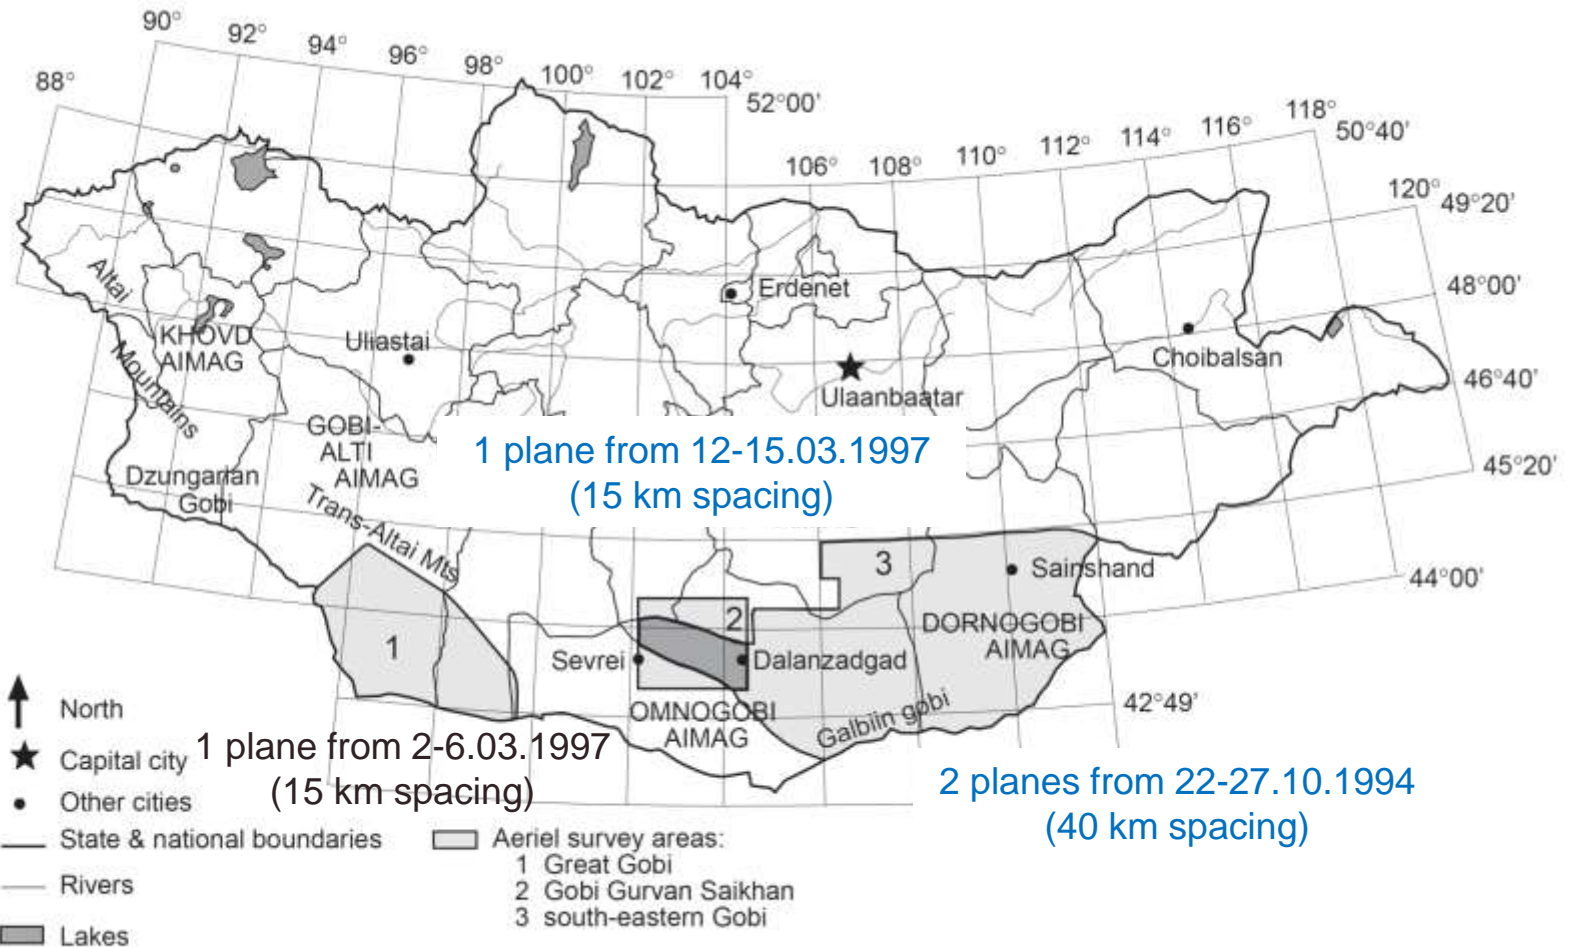 90°
92°
94°
96°
98°
100°
102°
104°
88°
52°00'
118°
50°40'
116°
114°
112°
110°
108°
106°
120°
49°20'
48°00'
46°40'
45°20'
44°00'
42°49'
Altai
Mountains
KHOVD
AIMAG
Uliastai
Erdenet
Ulaanbaatar
Choibalsan
GOBI-
ALTI
AIMAG
Dzungarian
Gobi
Trans-Altai Mts
1 plane from 12-15.03.1997
(15 km spacing)
1
2
3
Sainshand
DORNOGOBI
AIMAG
Sevrei
Dalanzadgad
OMNOGOBI
AIMAG
Galbiin gobi
1 plane from 2-6.03.1997
(15 km spacing)
2 planes from 22-27.10.1994
(40 km spacing)
North
Capital city
Other cities
State & national boundaries
Rivers
Lakes
Aeriel survey areas:
1 Great Gobi
2 Gobi Gurvan Saikhan
3 south-eastern Gobi